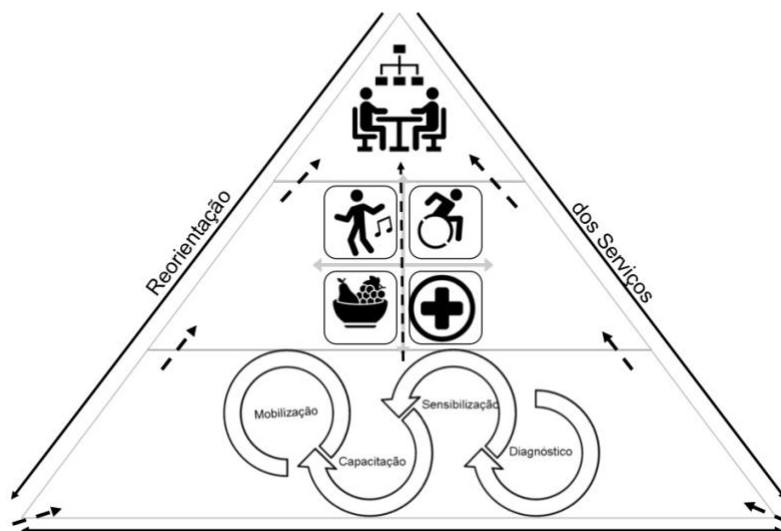 Reorientação
dos Serviços
Mobilização
Capacitação
Sensibilização
Diagnóstico